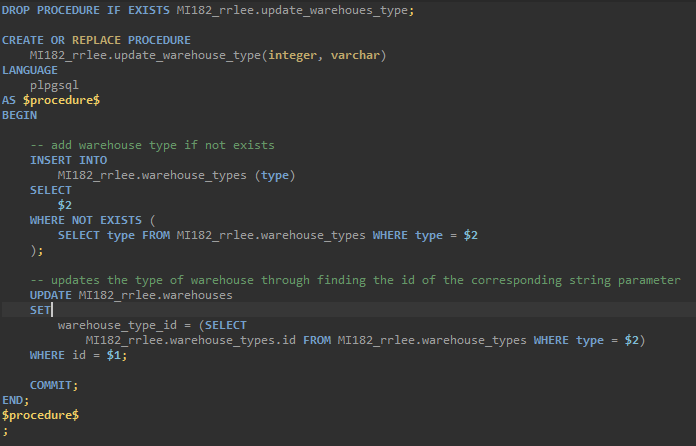 DROP PROCEDURE IF EXISTS MI182_rrlee.update_warehoues_type;
CREATE OR REPLACE PROCEDURE
MI182_rrlee.update_warehouse_type(integer, varchar)
LANGUAGE
plpgsql
AS $procedure$
BEGIN
-- add warehouse type if not exists
INSERT INTO
MI182_rrlee.warehouse_types (type)
SELECT
$2
WHERE NOT EXISTS (
SELECT type FROM MI182_rrlee.warehouse_types WHERE type = $2
);
-- updates the type of warehouse through finding the id of the corresponding string parameter
UPDATE MI182_rrlee.warehouses
SET
warehouse_type_id = (SELECT
MI182_rrlee.warehouse_types.id FROM MI182_rrlee.warehouse_types WHERE type = $2)
WHERE id = $1;
COMMIT;
END;
$procedure$
;